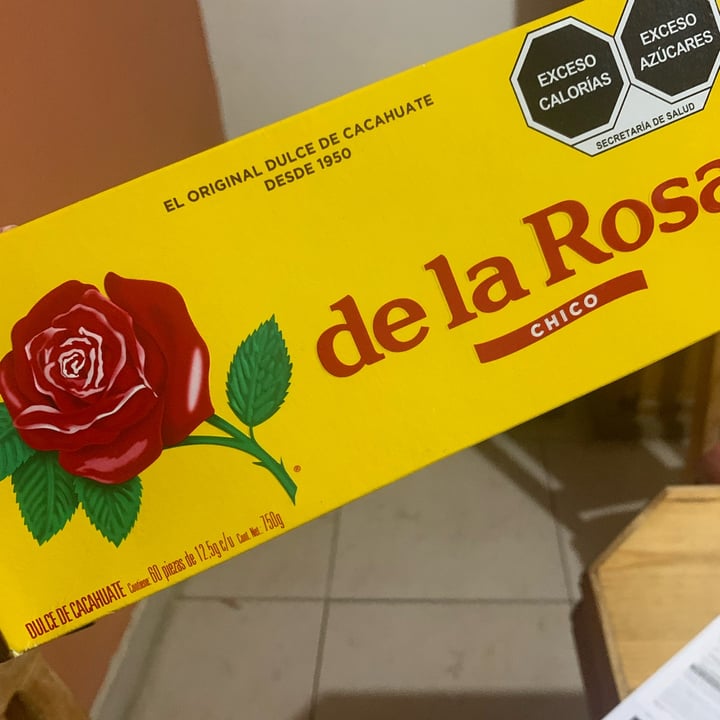 EXCESO
CALORÍAS
EXCESO
AZÚCARES
SECRETARÍA DE SALUD
EL ORIGINAL DULCE DE CACAHUATE
DESDE 1950
de la Rosa
CHICO
®
DULCE DE CACAHUATE Contiene 60 piezas de 12.5g c/u Cont. Net. 750g